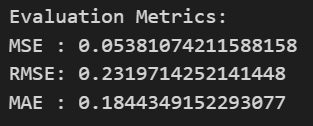 Evaluation Metrics:
MSE : 0.05381074211588158
RMSE: 0.2319714252141448
MAE : 0.1844349152293077